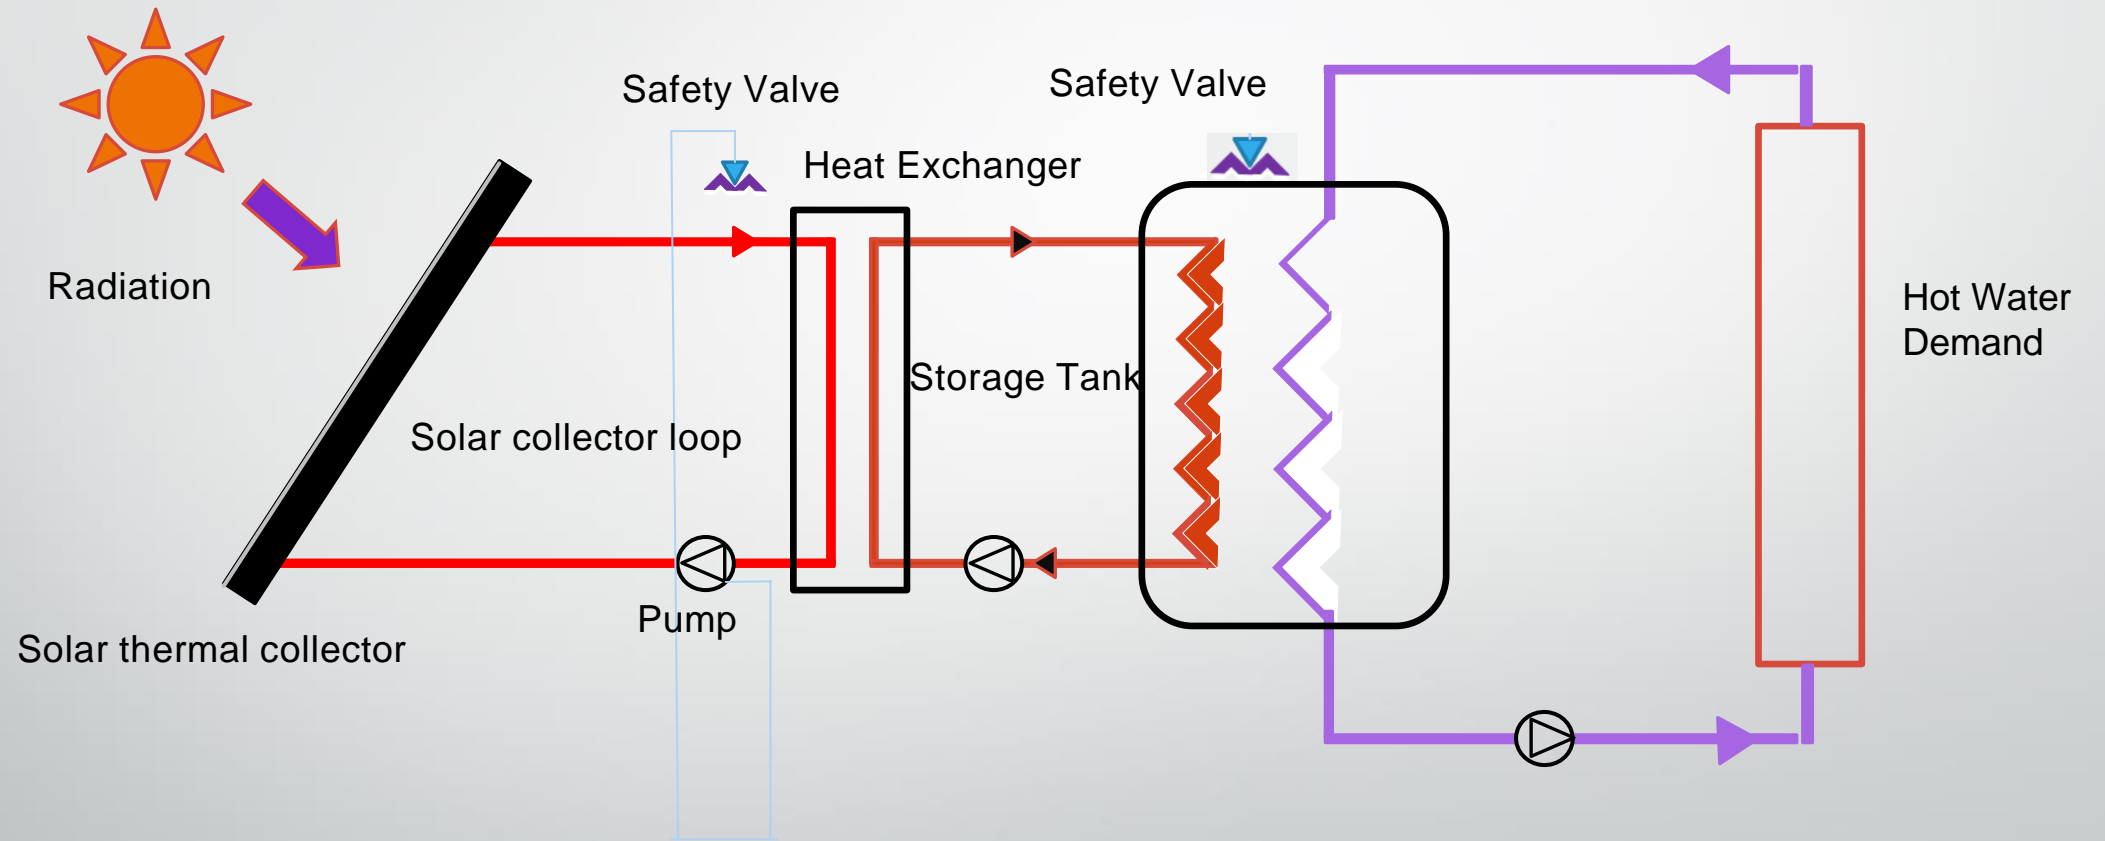 Safety Valve
Safety Valve
Heat Exchanger
Radiation
Hot Water
Demand
Storage Tank
Solar collector loop
Pump
Solar thermal collector